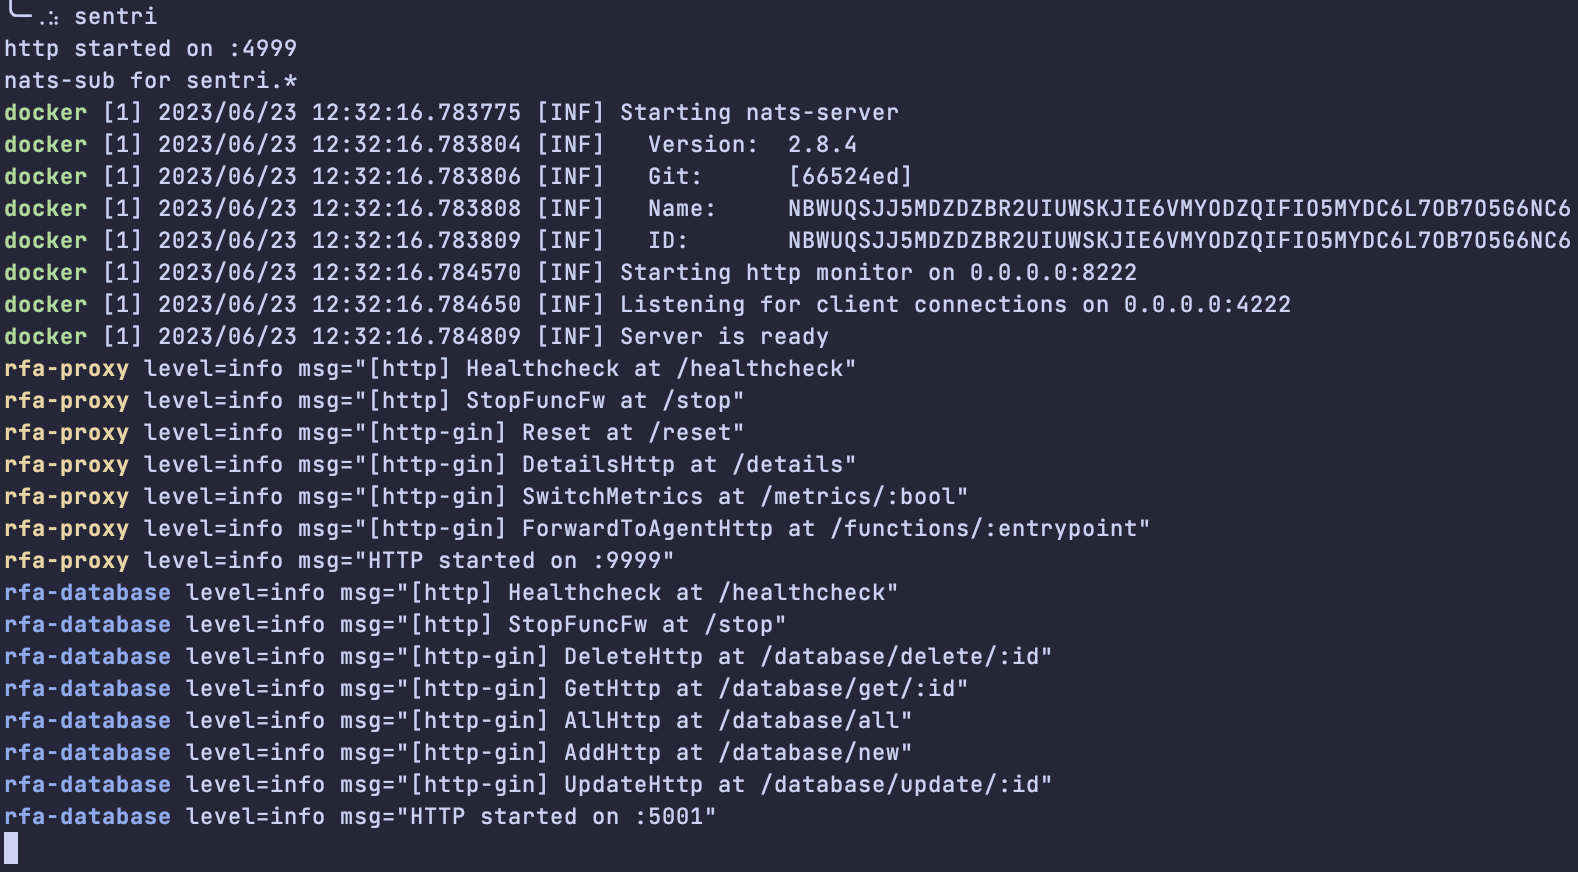 sentri
http started on :4999
nats-sub for sentri.*
docker [1] 2023/06/23 12:32:16.783775 [INF] Starting nats-server
docker [1] 2023/06/23 12:32:16.783804 [INF]   Version:  2.8.4
docker [1] 2023/06/23 12:32:16.783806 [INF]   Git:      [66524ed]
docker [1] 2023/06/23 12:32:16.783808 [INF]   Name:     NBWUQSJJ5MDZDZBR2UIUWSKJIE6VMYODZQIFIO5MYDC6L7OB7O5G6NC6
docker [1] 2023/06/23 12:32:16.783809 [INF]   ID:       NBWUQSJJ5MDZDZBR2UIUWSKJIE6VMYODZQIFIO5MYDC6L7OB7O5G6NC6
docker [1] 2023/06/23 12:32:16.784570 [INF] Starting http monitor on 0.0.0.0:8222
docker [1] 2023/06/23 12:32:16.784650 [INF] Listening for client connections on 0.0.0.0:4222
docker [1] 2023/06/23 12:32:16.784809 [INF] Server is ready
rfa-proxy level=info msg="[http] Healthcheck at /healthcheck"
rfa-proxy level=info msg="[http] StopFuncFw at /stop"
rfa-proxy level=info msg="[http-gin] Reset at /reset"
rfa-proxy level=info msg="[http-gin] DetailsHttp at /details"
rfa-proxy level=info msg="[http-gin] SwitchMetrics at /metrics/:bool"
rfa-proxy level=info msg="[http-gin] ForwardToAgentHttp at /functions/:entrypoint"
rfa-proxy level=info msg="HTTP started on :9999"
rfa-database level=info msg="[http] Healthcheck at /healthcheck"
rfa-database level=info msg="[http] StopFuncFw at /stop"
rfa-database level=info msg="[http-gin] DeleteHttp at /database/delete/:id"
rfa-database level=info msg="[http-gin] GetHttp at /database/get/:id"
rfa-database level=info msg="[http-gin] AllHttp at /database/all"
rfa-database level=info msg="[http-gin] AddHttp at /database/new"
rfa-database level=info msg="[http-gin] UpdateHttp at /database/update/:id"
rfa-database level=info msg="HTTP started on :5001"